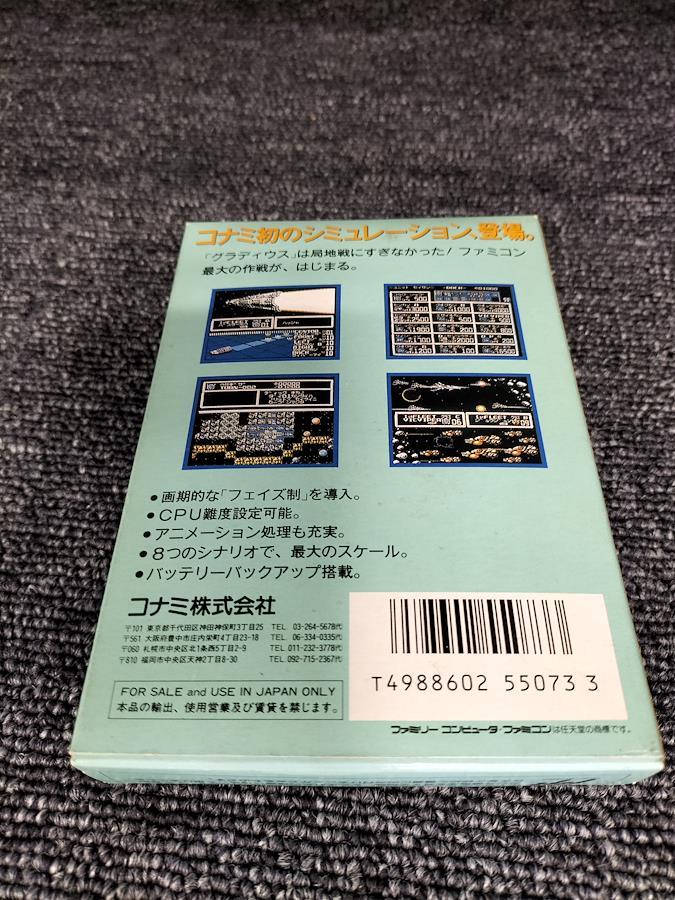 コナミ初のシミュレーション、登場。
「グラディウス」は局地戦にすぎなかった! ファミコン
最大の作戦が、はじまる。
●画期的な「フェイズ制」を導入。
●CPU難度設定可能。
●アニメーション処理も充実。
●8つのシナリオで、最大のスケール。
●バッテリーバックアップ搭載。
コナミ株式会社
〒101 東京都千代田区神田神保町3丁目25 TEL 03-264-5678代
〒561 大阪府豊中市庄内栄町4丁目23-18 TEL 06-334-0335代
〒060 札幌市中央区北1条西5丁目2-9 TEL 011-232-3778代
〒810 福岡市中央区天神2丁目8-30 TEL 092-715-2367代
FOR SALE and USE IN JAPAN ONLY
本品の輸出、使用営業及び賃貸を禁じます。
T4988602 55073 3
ファミリーコンピュータ・ファミコンは任天堂の商標です。